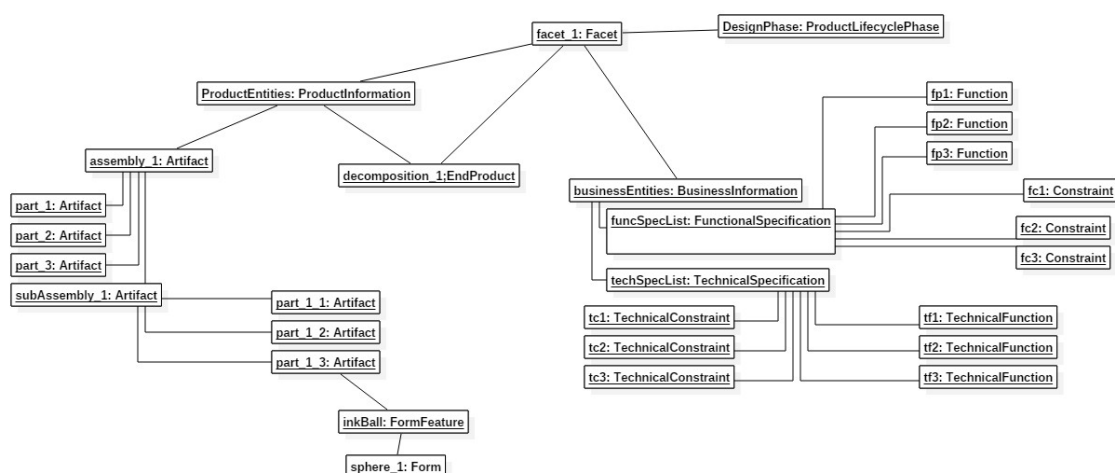 facet_1: Facet
DesignPhase: ProductLifecyplePhase
ProductEntities: ProductInformation
fp1: Function
fp2: Function
fp3: Function
assembly_1: Artifact
decomposition_1;EndProduct
businessEntities: BusinessInformation
fc1: Constraint
part_1: Artifact
funcSpecList: FunctionalSpecification
fc2: Constraint
part_2: Artifact
fc3: Constraint
part_3: Artifact
techSpecList: TechnicalSpecification
subAssembly_1: Artifact
part_1_1: Artifact
tc1: TechnicalConstraint
tf1: TechnicalFunction
part_1_2: Artifact
tc2: TechnicalConstraint
tf2: TechnicalFunction
part_1_3: Artifact
tc3: TechnicalConstraint
tf3: TechnicalFunction
inkBall: FormFeature
sphere_1: Form